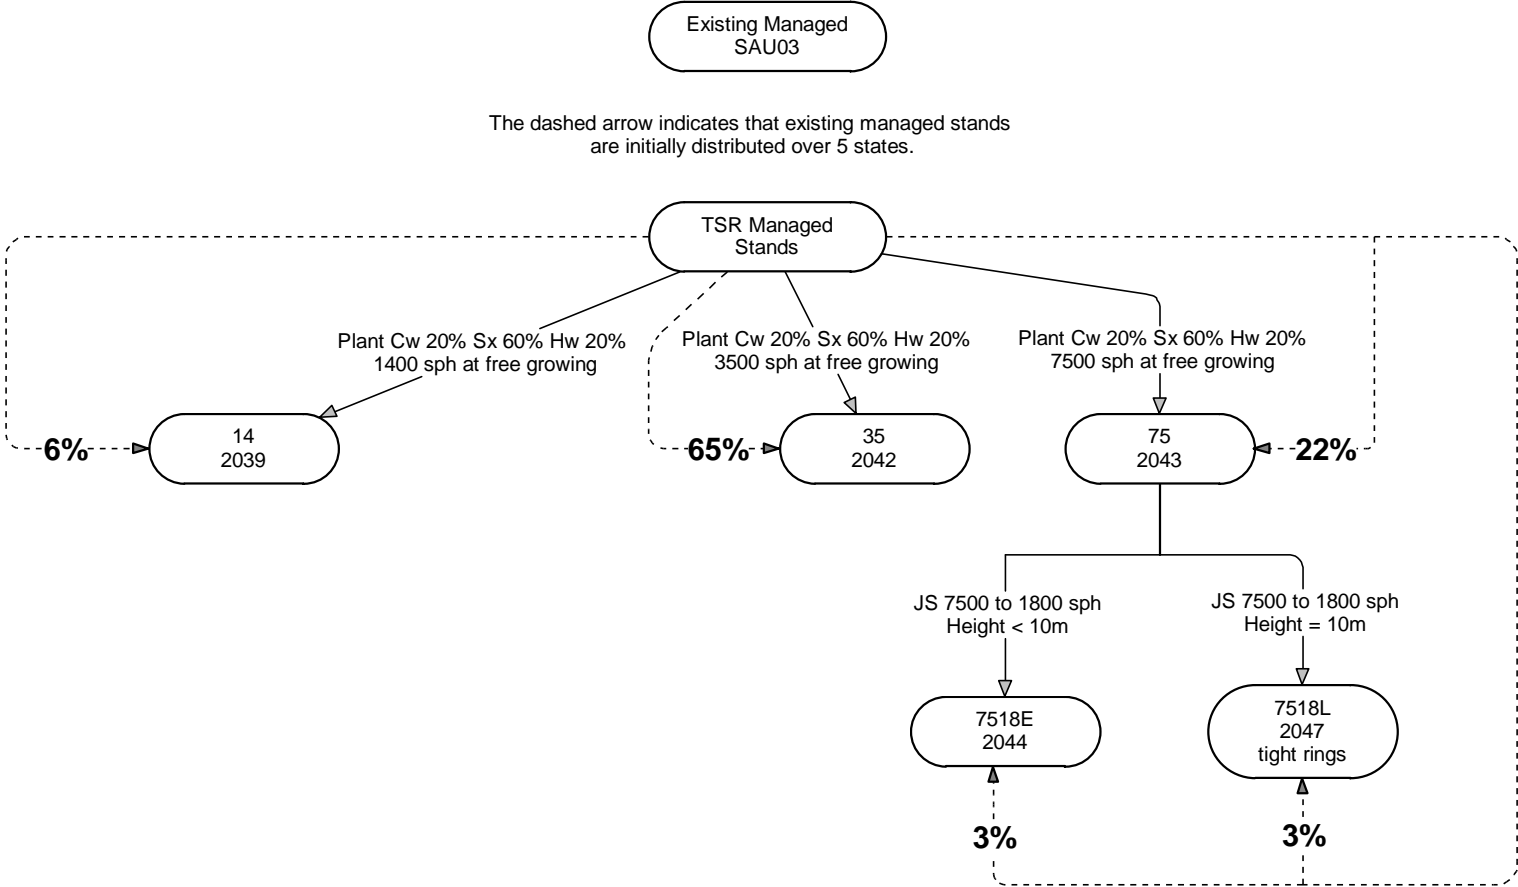 Existing Managed
SAU03
The dashed arrow indicates that existing managed stands
are initially distributed over 5 states.
TSR Managed
Stands
Plant Cw 20% Sx 60% Hw 20%
1400 sph at free growing
Plant Cw 20% Sx 60% Hw 20%
3500 sph at free growing
Plant Cw 20% Sx 60% Hw 20%
7500 sph at free growing
6%
14
2039
65%
35
2042
75
2043
22%
JS 7500 to 1800 sph
Height < 10m
JS 7500 to 1800 sph
Height = 10m
7518E
2044
7518L
2047
tight rings
3%
3%